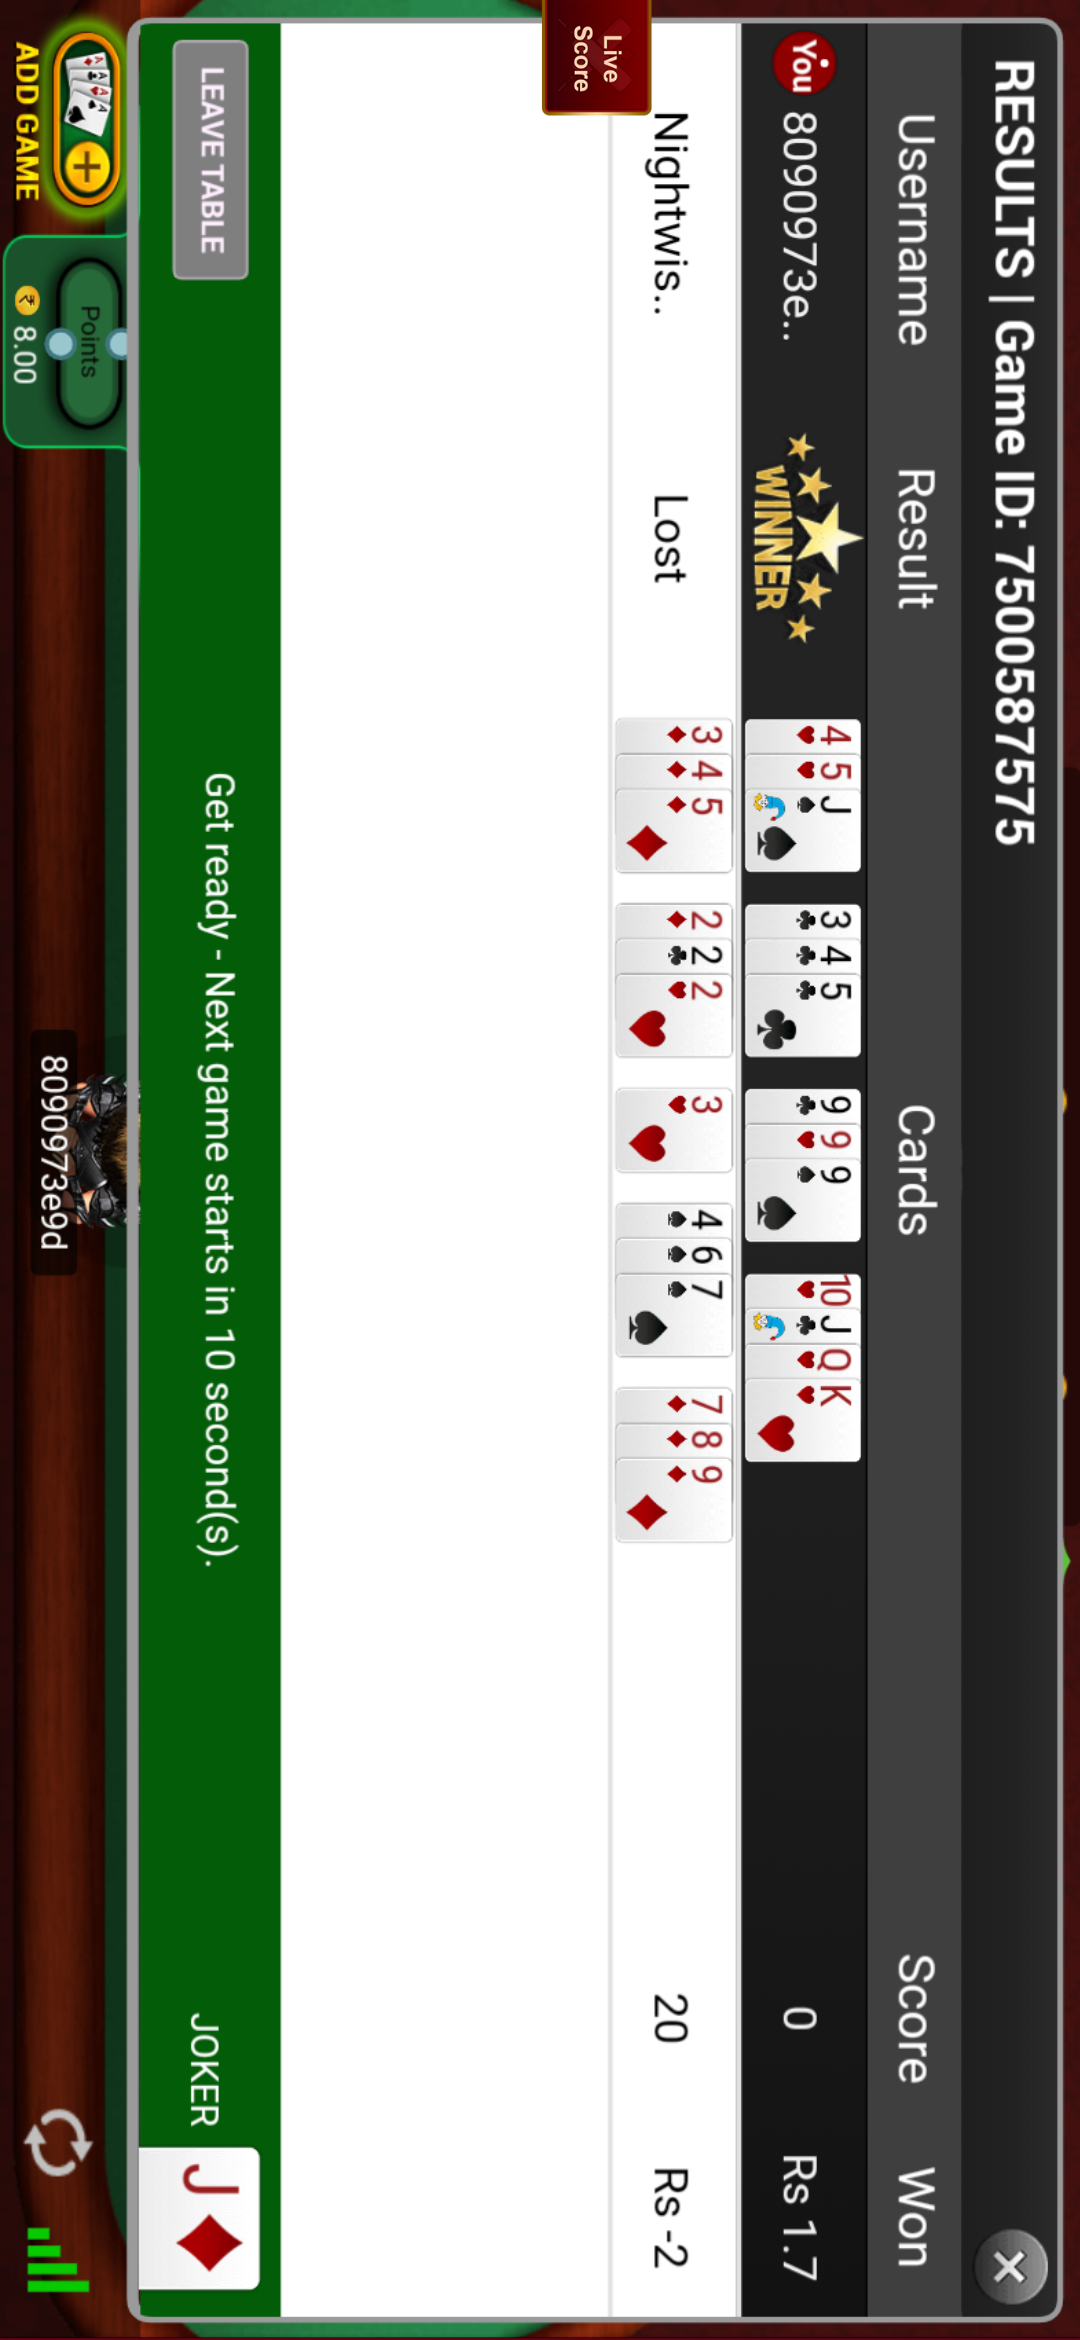 RESULTS | Game ID: 7500587575
Username Result Cards Score Won
You 8090973e.. WINNER 4 5 J 3 4 5 9 9 9 10 J Q K 0 Rs 1.7
Nightwis.. Lost 3 4 5 2 2 2 3 4 6 7 7 8 9 20 Rs -2
Live
Score
LEAVE TABLE Get ready - Next game starts in 10 second(s). JOKER J
ADD GAME
Points
₹ 8.00
8090973e9d